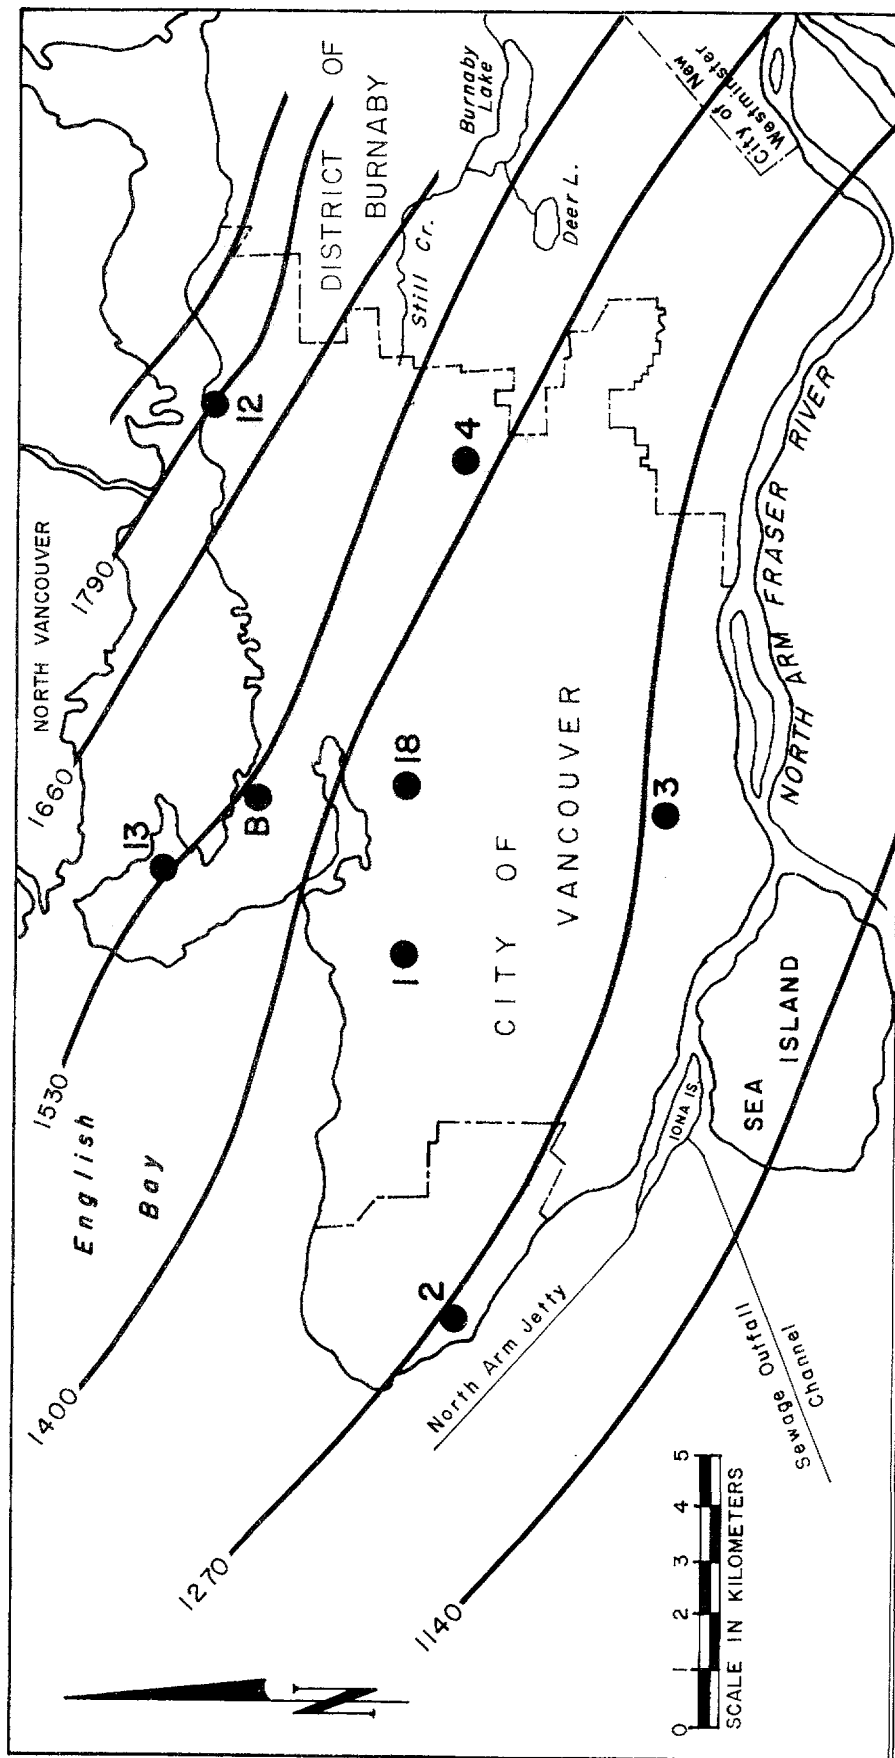 NORTH VANCOUVER
1790
1660
1530
1400
1270
1140
English
Bay
13
B
12
18
1
4
2
3
DISTRICT OF
BURNABY
Still Cr.
Burnaby
Lake
Deer L.
City of New
Westminster
CITY OF
VANCOUVER
NORTH ARM FRASER RIVER
SEA
ISLAND
IONA IS.
North Arm Jetty
Sewage Outfall
Channel
N
0 1 2 3 4 5
SCALE IN KILOMETERS